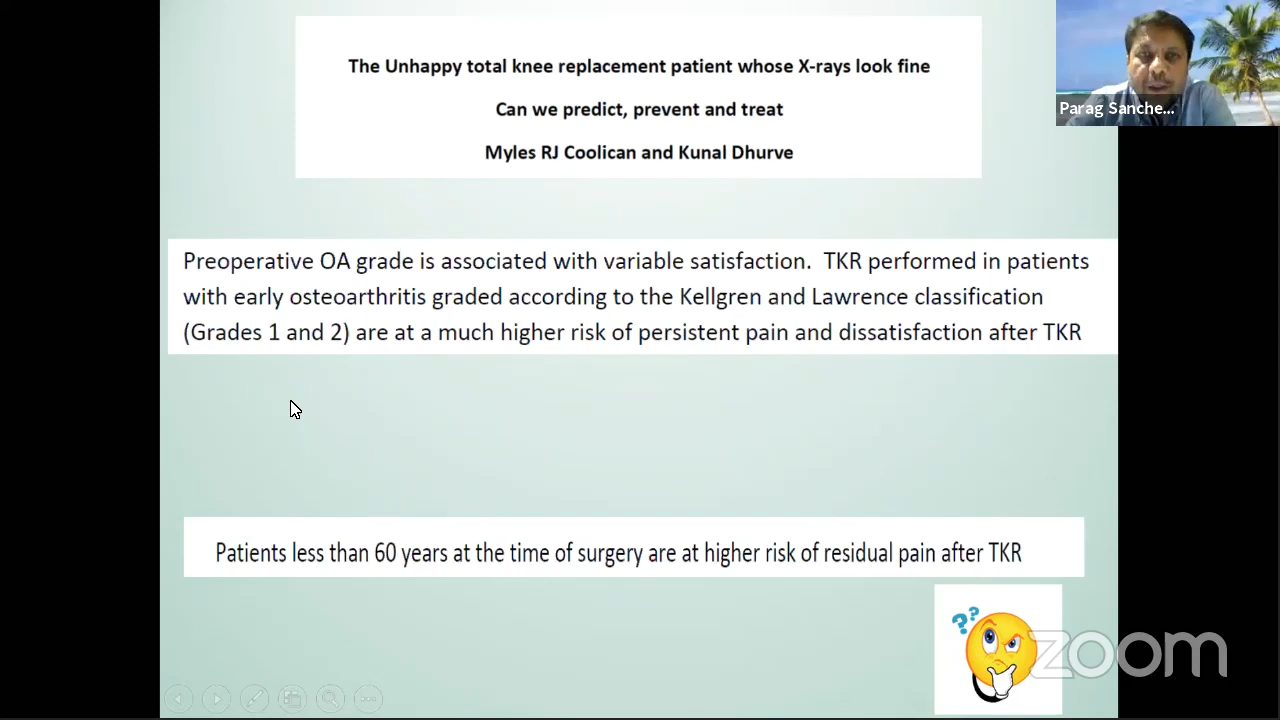 The Unhappy total knee replacement patient whose X-rays look fine
Can we predict, prevent and treat
Myles RJ Coolican and Kunal Dhurve
Parag Sanche...
Preoperative OA grade is associated with variable satisfaction. TKR performed in patients
with early osteoarthritis graded according to the Kellgren and Lawrence classification
(Grades 1 and 2) are at a much higher risk of persistent pain and dissatisfaction after TKR
Patients less than 60 years at the time of surgery are at higher risk of residual pain after TKR
??
zoom